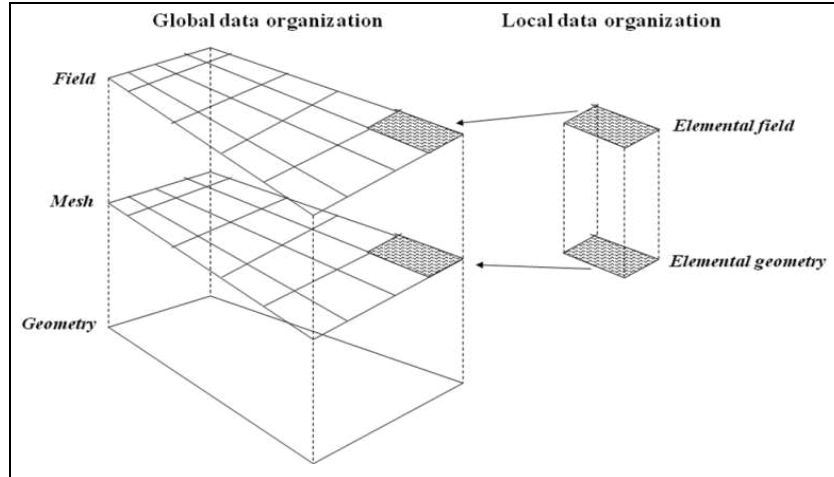 Global data organization
Local data organization
Field
Elemental field
Mesh
Elemental geometry
Geometry